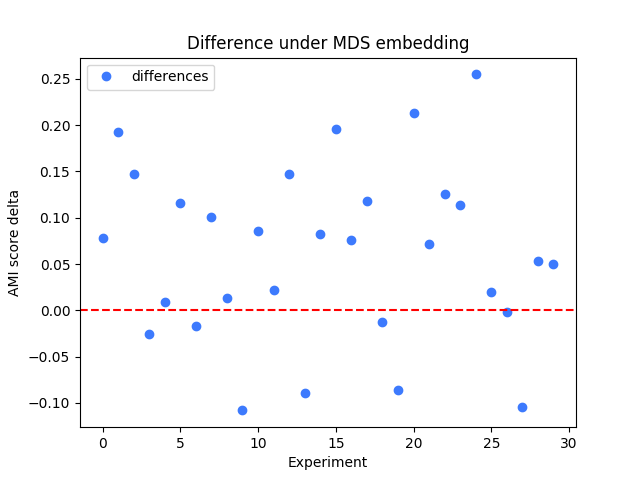 Difference under MDS embedding
differences
AMI score delta
0.25
0.20
0.15
0.10
0.05
0.00
−0.05
−0.10
0 5 10 15 20 25 30
Experiment